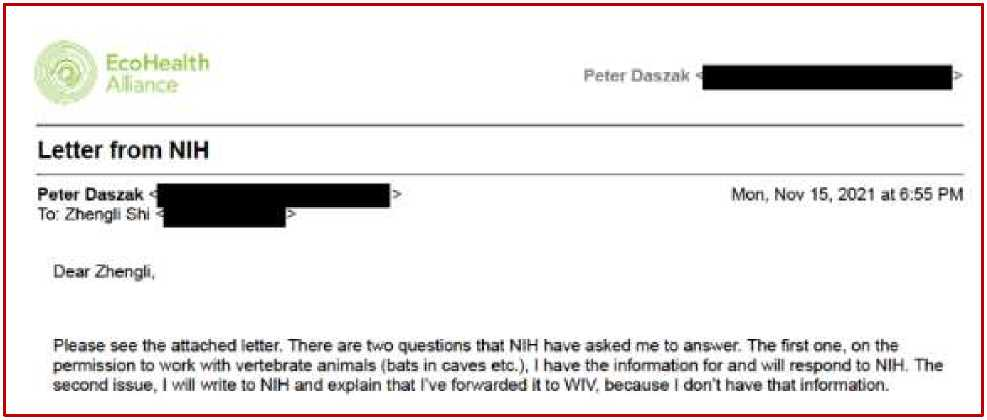 EcoHealth
Alliance
Peter Daszak < >
Letter from NIH
Peter Daszak < >
Mon, Nov 15, 2021 at 6:55 PM
To: Zhengli Shi < >
Dear Zhengli,
Please see the attached letter. There are two questions that NIH have asked me to answer. The first one, on the
permission to work with vertebrate animals (bats in caves etc.), I have the information for and will respond to NIH. The
second issue, I will write to NIH and explain that I've forwarded it to WIV, because I don't have that information.